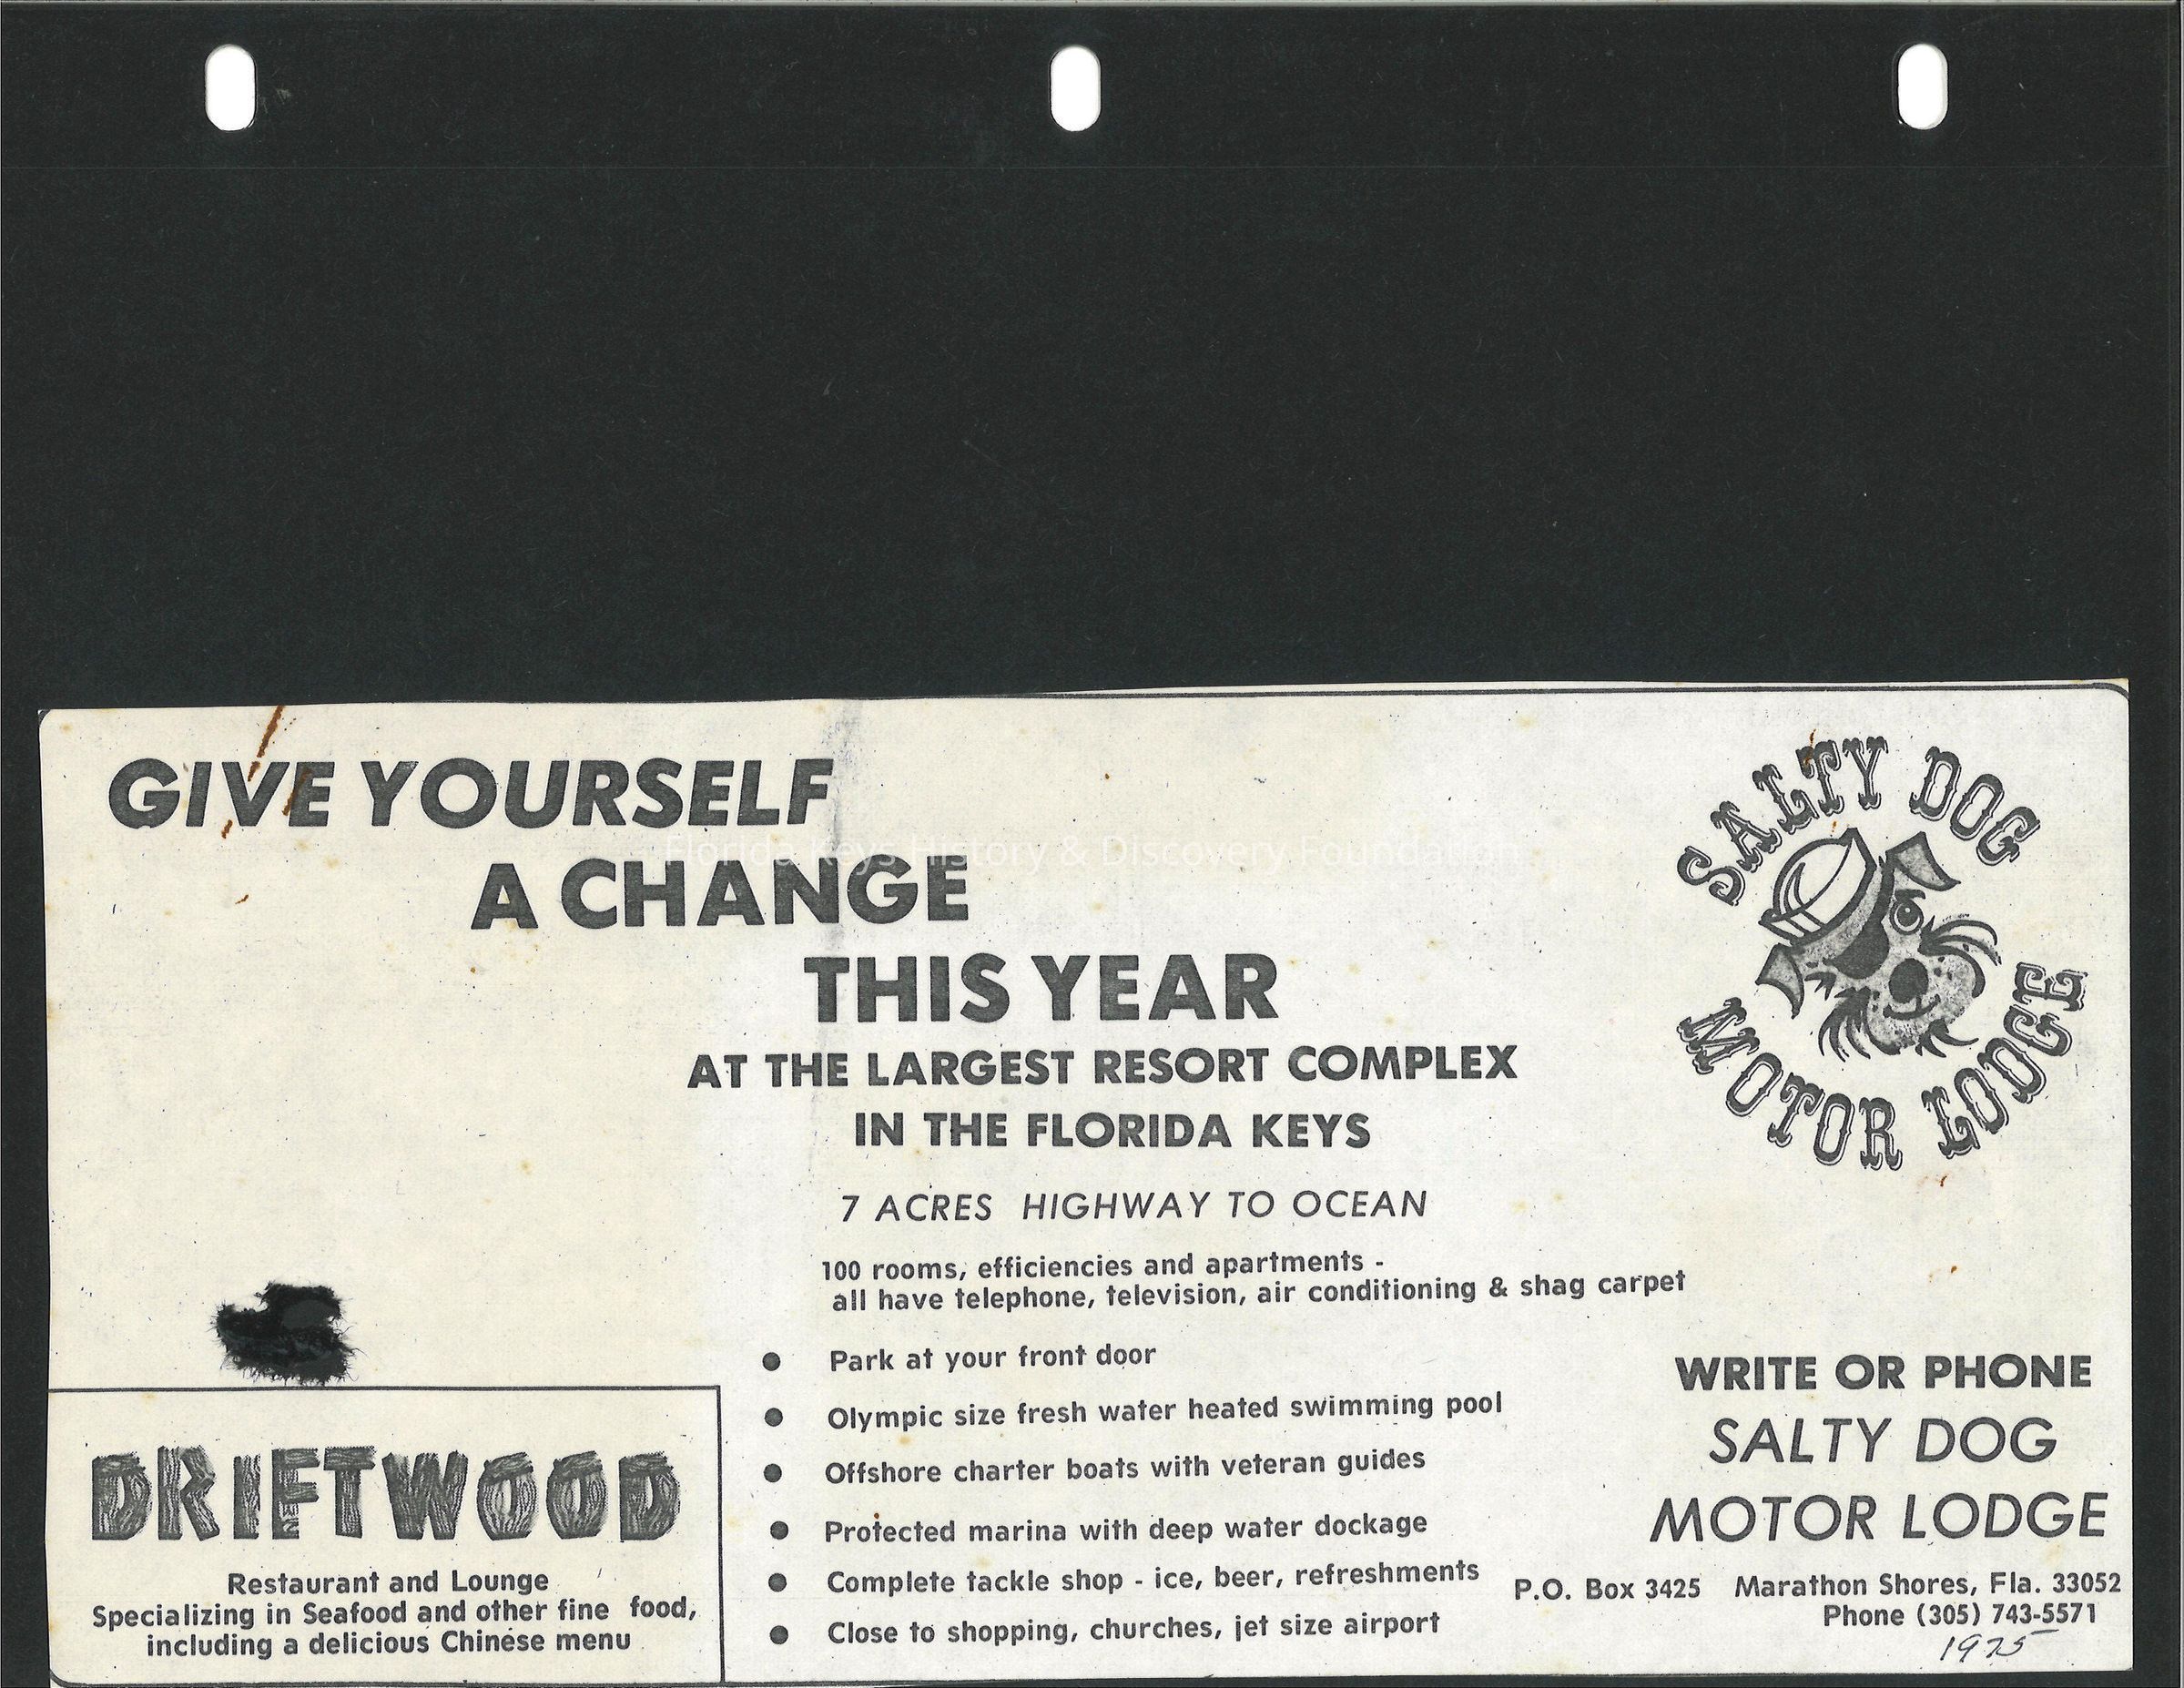 GIVE YOURSELF
A CHANGE
THIS YEAR
AT THE LARGEST RESORT COMPLEX
IN THE FLORIDA KEYS
7 ACRES HIGHWAY TO OCEAN
100 rooms, efficiencies and apartments -
all have telephone, television, air conditioning & shag carpet
● Park at your front door
● Olympic size fresh water heated swimming pool
● Offshore charter boats with veteran guides
● Protected marina with deep water dockage
● Complete tackle shop - ice, beer, refreshments
● Close to shopping, churches, jet size airport
SALTY DOG
MOTOR LODGE
WRITE OR PHONE
SALTY DOG
MOTOR LODGE
P.O. Box 3425 Marathon Shores, Fla. 33052
Phone (305) 743-5571
1975
DRIFTWOOD
Restaurant and Lounge
Specializing in Seafood and other fine food,
including a delicious Chinese menu
Florida Keys History & Discovery Foundation